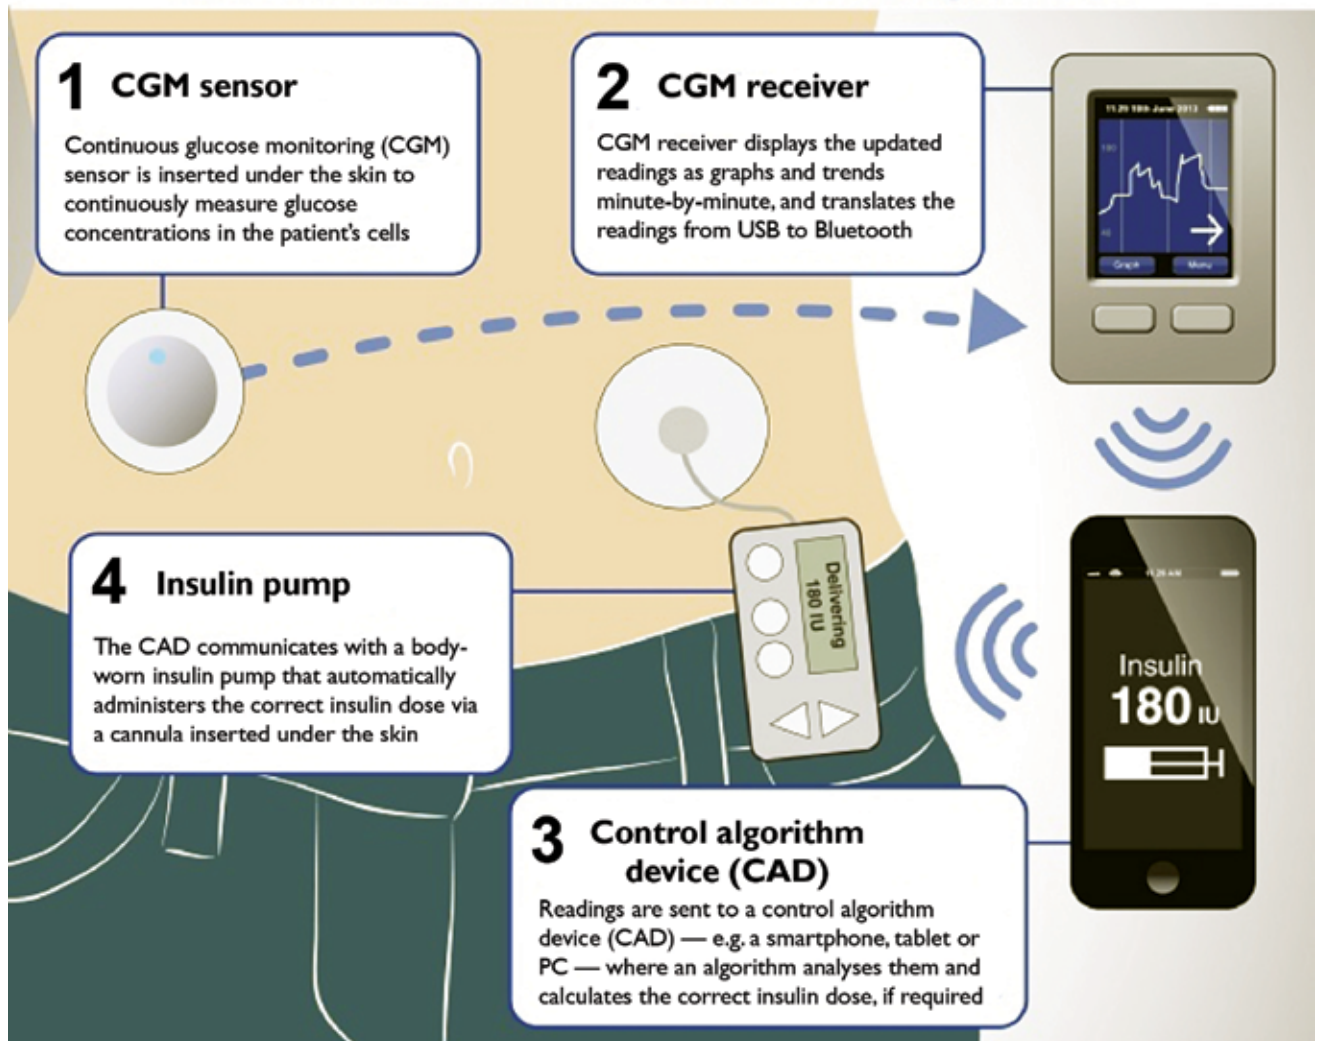 1 CGM sensor
Continuous glucose monitoring (CGM)
sensor is inserted under the skin to
continuously measure glucose
concentrations in the patient's cells
2 CGM receiver
CGM receiver displays the updated
readings as graphs and trends
minute-by-minute, and translates the
readings from USB to Bluetooth
Graph
Menu
4 Insulin pump
The CAD communicates with a body-
worn insulin pump that automatically
administers the correct insulin dose via
a cannula inserted under the skin
Delivering
180 IU
Insulin
180 IU
3 Control algorithm
device (CAD)
Readings are sent to a control algorithm
device (CAD) — e.g. a smartphone, tablet or
PC — where an algorithm analyses them and
calculates the correct insulin dose, if required